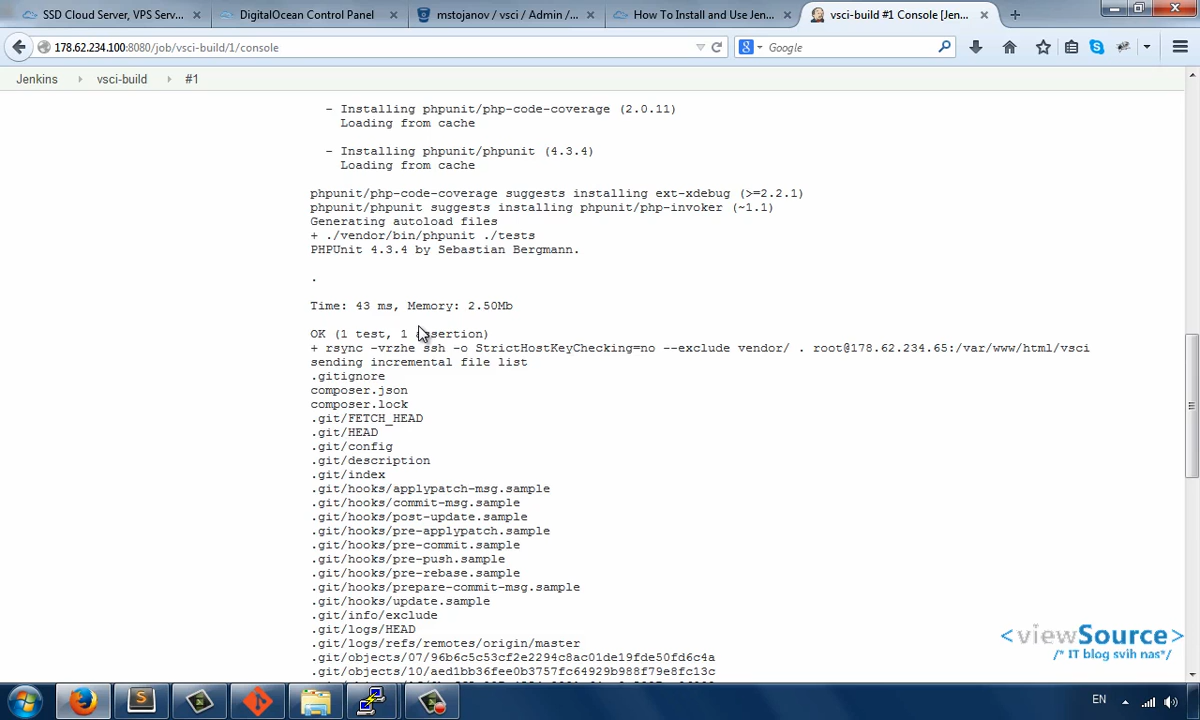 SSD Cloud Server, VPS Serv...
DigitalOcean Control Panel
mstojanov / vsci / Admin /...
How To Install and Use Jen...
vsci-build #1 Console [Jen...
178.62.234.100:8080/job/vsci-build/1/console
Google
Jenkins vsci-build #1
- Installing phpunit/php-code-coverage (2.0.11)
Loading from cache
- Installing phpunit/phpunit (4.3.4)
Loading from cache
phpunit/php-code-coverage suggests installing ext-xdebug (>=2.2.1)
phpunit/phpunit suggests installing phpunit/php-invoker (~1.1)
Generating autoload files
+ ./vendor/bin/phpunit ./tests
PHPUnit 4.3.4 by Sebastian Bergmann.
.
Time: 43 ms, Memory: 2.50Mb
OK (1 test, 1 assertion)
+ rsync -vrzhe ssh -o StrictHostKeyChecking=no --exclude vendor/ . root@178.62.234.65:/var/www/html/vsci
sending incremental file list
.gitignore
composer.json
composer.lock
.git/FETCH_HEAD
.git/HEAD
.git/config
.git/description
.git/index
.git/hooks/applypatch-msg.sample
.git/hooks/commit-msg.sample
.git/hooks/post-update.sample
.git/hooks/pre-applypatch.sample
.git/hooks/pre-commit.sample
.git/hooks/pre-push.sample
.git/hooks/pre-rebase.sample
.git/hooks/prepare-commit-msg.sample
.git/hooks/update.sample
.git/info/exclude
.git/logs/HEAD
.git/logs/refs/remotes/origin/master
.git/objects/07/96b6c5c53cf2e2294c8ac01de19fde50fd6c4a
.git/objects/10/aed1bb36fee0b3757fc64929b988f79e8fc13c
<viewSource>
/* IT blog svih nas*/
EN